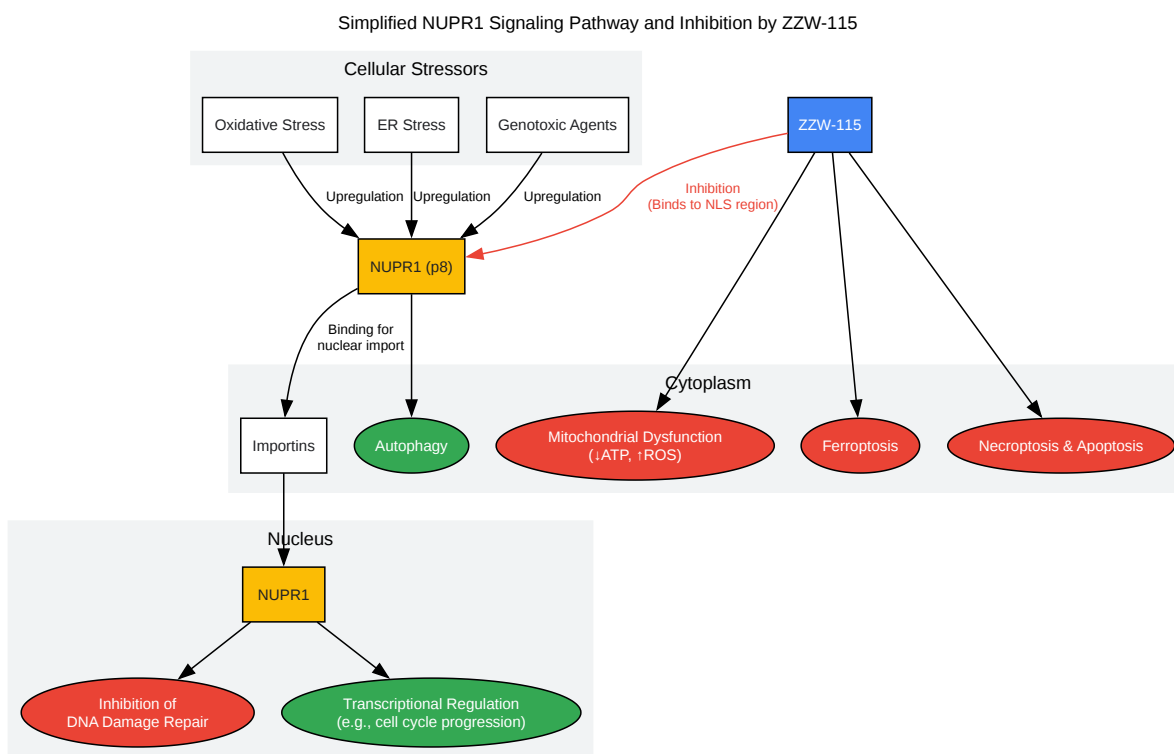 Simplified NUPR1 Signaling Pathway and Inhibition by ZZW-115
Cellular Stressors
Oxidative Stress
ER Stress
Genotoxic Agents
ZZW-115
Upregulation
Upregulation
Upregulation
Inhibition
(Binds to NLS region)
NUPR1 (p8)
Binding for
nuclear import
Cytoplasm
Importins
Autophagy
Mitochondrial Dysfunction
(↓ATP, ↑ROS)
Ferroptosis
Necroptosis & Apoptosis
Nucleus
NUPR1
Inhibition of
DNA Damage Repair
Transcriptional Regulation
(e.g., cell cycle progression)